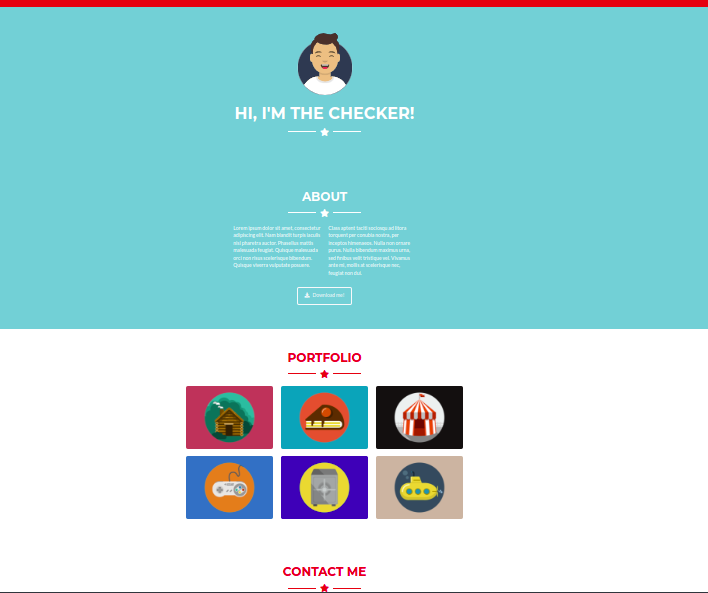 HI, I'M THE CHECKER!
ABOUT
Lorem ipsum dolor sit amet, consectetur
adipiscing elit. Nam blandit turpis iaculis
nisl pharetra auctor. Phasellus mattis
malesuada feugiat. Quisque malesuada
orci non risus scelerisque bibendum.
Quisque viverra vulputate posuere.
Class aptent taciti sociosqu ad litora
torquent per conubia nostra, per
inceptos himenaeos. Nulla non ornare
purus. Nulla bibendum maximus urna,
sed finibus velit tristique vel. Vivamus
ante mi, mattis at scelerisque nec,
feugiat non dui.
Download me!
PORTFOLIO
CONTACT ME